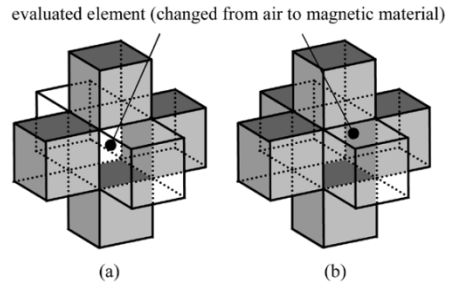 evaluated element (changed from air to magnetic material)
(a)
(b)